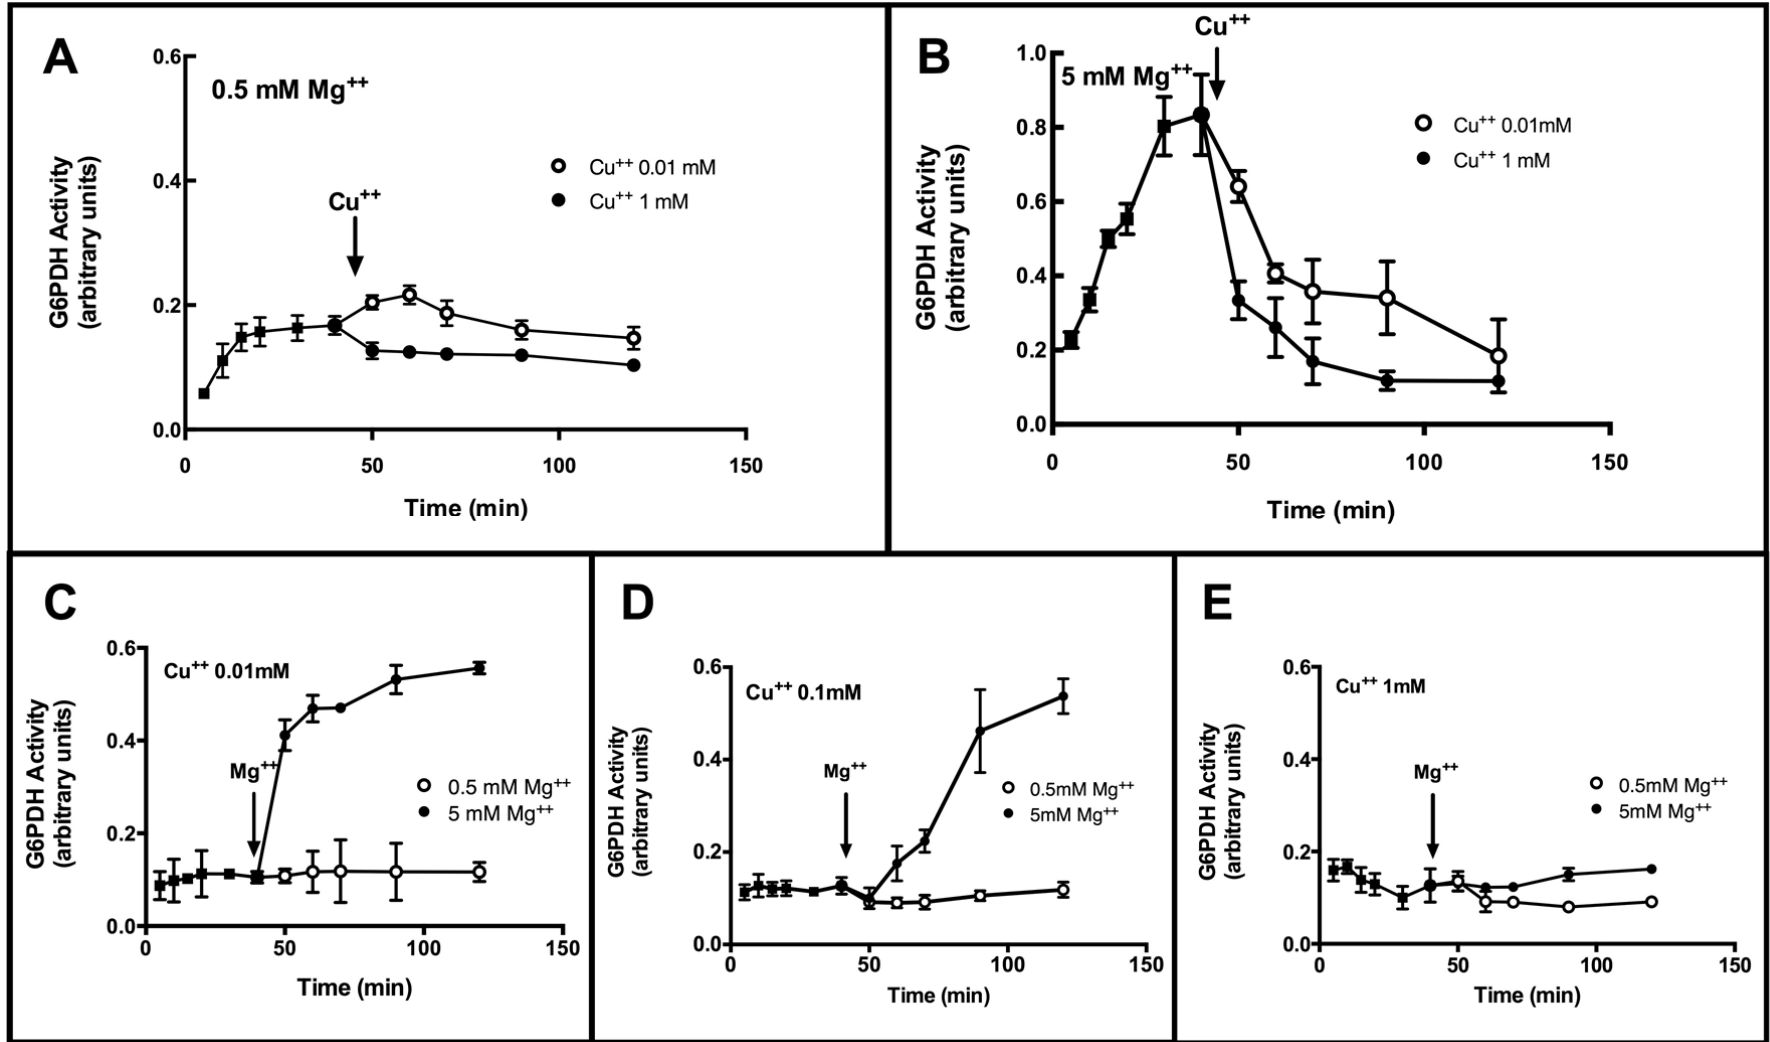 A
0.5 mM Mg++
Cu++
Cu++ 0.01 mM
Cu++ 1 mM
G6PDH Activity
(arbitrary units)
0.6
0.4
0.2
0.0
0
50
100
150
Time (min)
B
Cu++
5 mM Mg++
Cu++ 0.01mM
Cu++ 1 mM
G6PDH Activity
(arbitrary units)
1.0
0.8
0.6
0.4
0.2
0.0
0
50
100
150
Time (min)
C
Cu++ 0.01mM
Mg++
0.5 mM Mg++
5 mM Mg++
G6PDH Activity
(arbitrary units)
0.6
0.4
0.2
0.0
0
50
100
150
Time (min)
D
Cu++ 0.1mM
Mg++
0.5mM Mg++
5mM Mg++
G6PDH Activity
(arbitrary units)
0.6
0.4
0.2
0.0
0
50
100
150
Time (min)
E
Cu++ 1mM
Mg++
0.5mM Mg++
5mM Mg++
G6PDH Activity
(arbitrary units)
0.6
0.4
0.2
0.0
0
50
100
150
Time (min)